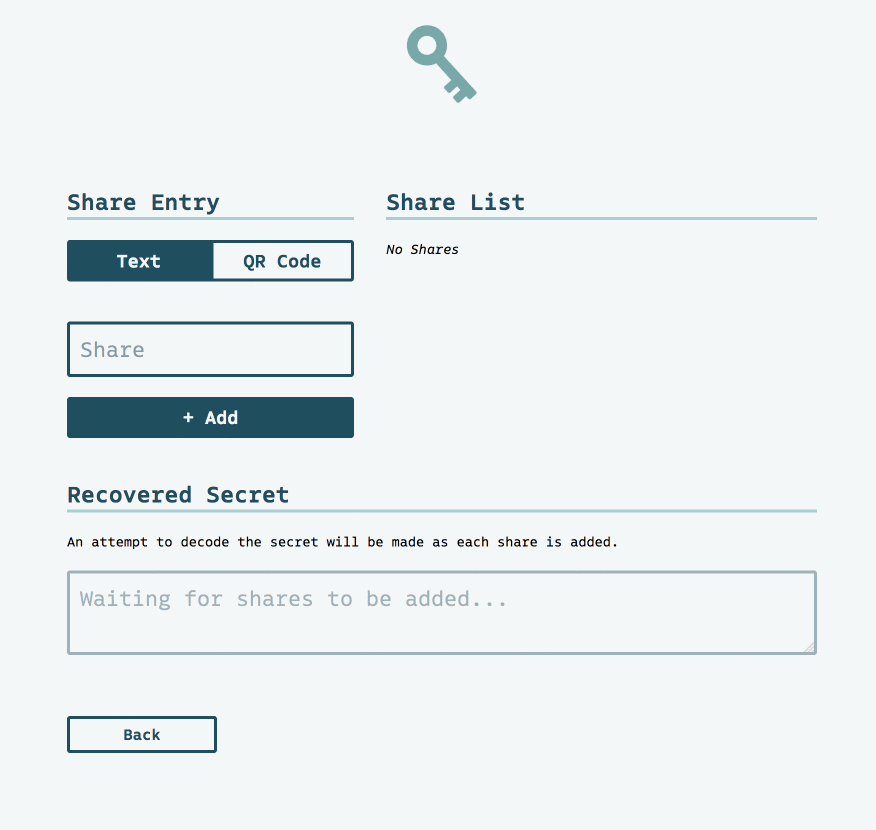 Share Entry
Text
QR Code
Share
+ Add
Share List
No Shares
Recovered Secret
An attempt to decode the secret will be made as each share is added.
Waiting for shares to be added...
Back